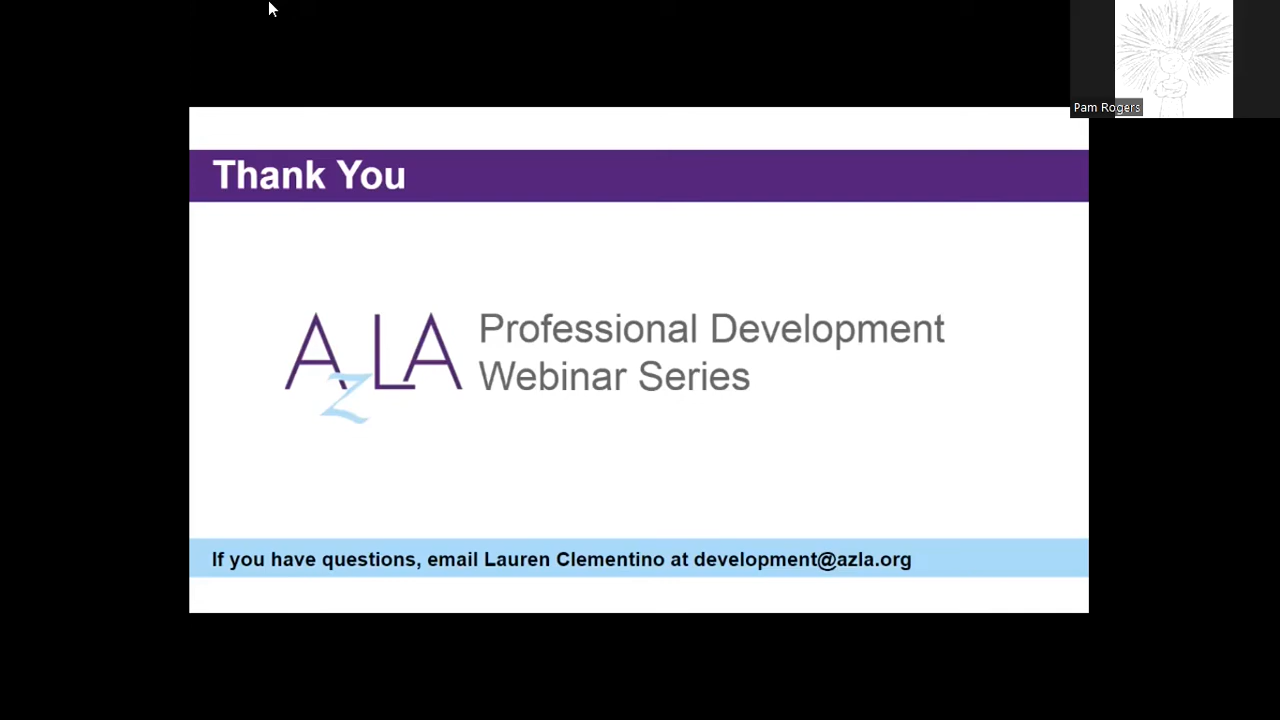 Pam Rogers
Thank You
AzLA
Professional Development
Webinar Series
If you have questions, email Lauren Clementino at development@azla.org